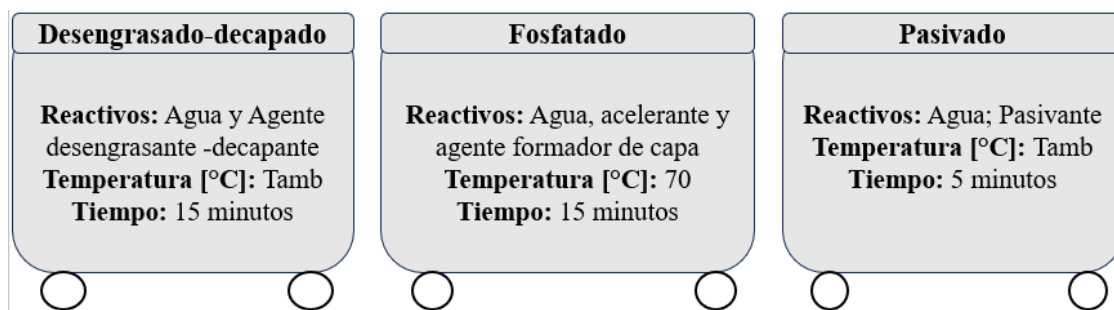 Desengrasado-decapado
Reactivos: Agua y Agente
desengrasante -decapante
Temperatura [°C]: Tamb
Tiempo: 15 minutos
Fosfatado
Reactivos: Agua, acelerante y
agente formador de capa
Temperatura [°C]: 70
Tiempo: 15 minutos
Pasivado
Reactivos: Agua; Pasivante
Temperatura [°C]: Tamb
Tiempo: 5 minutos